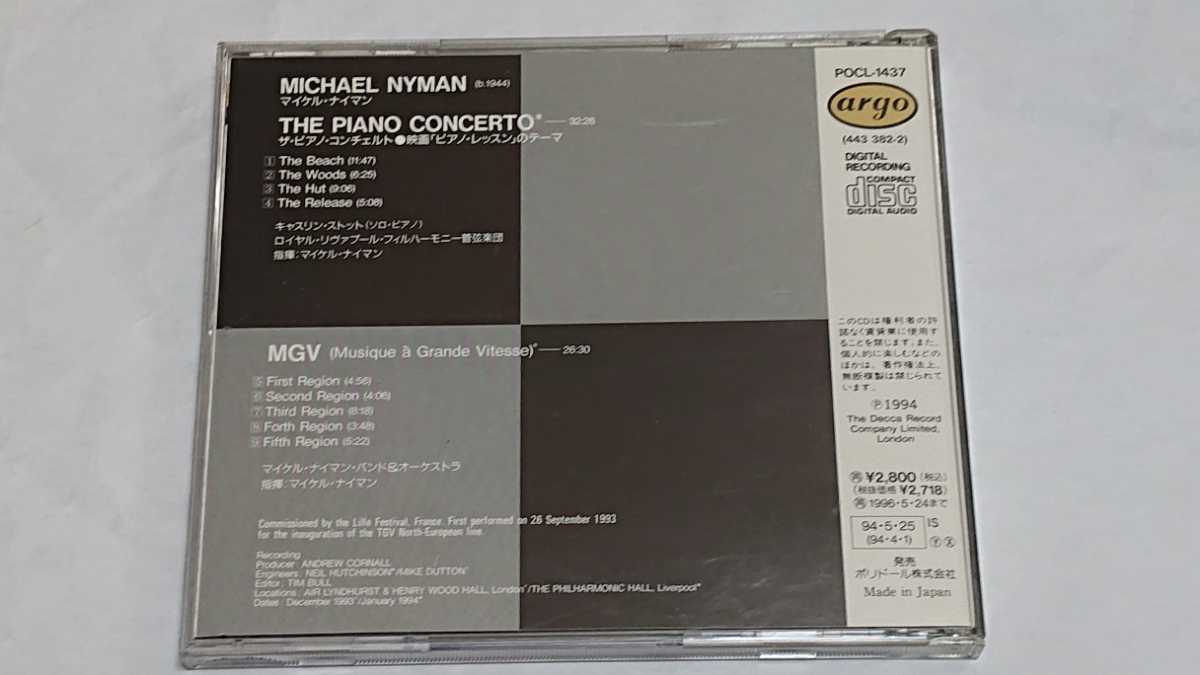 MICHAEL NYMAN (b.1944)
マイケル・ナイマン
THE PIANO CONCERTO* — 32:26
ザ・ピアノ・コンチェルト●映画「ピアノ・レッスン」のテーマ
1 The Beach (11:47)
2 The Woods (6:25)
3 The Hut (9:06)
4 The Release (5:08)
キャスリン・ストット(ソロ・ピアノ)
ロイヤル・リヴァプール・フィルハーモニー管弦楽団
指揮:マイケル・ナイマン
MGV (Musique à Grande Vitesse)° — 26:30
5 First Region (4:56)
6 Second Region (4:06)
7 Third Region (8:18)
8 Forth Region (3:48)
9 Fifth Region (5:22)
マイケル・ナイマン・バンド&オーケストラ
指揮:マイケル・ナイマン
Commissioned by the Lille Festival, France. First performed on 26 September 1993
for the inauguration of the TGV North-European line.
Recording
Producer : ANDREW CORNALL
Engineers : NEIL HUTCHINSON*/MIKE DUTTON°
Editor : TIM BULL
Locations : AIR LYNDHURST & HENRY WOOD HALL, London°/THE PHILHARMONIC HALL, Liverpool*
Dates : December 1993°/January 1994*
POCL-1437
argo
(443 382-2)
DIGITAL
RECORDING
COMPACT
disc
DIGITAL AUDIO
このCDは権利者の許
諾なく賃貸業に使用す
ることを禁じます。また、
個人的に楽しむなどの
ほかは、著作権法上、
無断複製は禁じられて
います。
Ⓟ1994
The Decca Record
Company Limited,
London
㊕¥2,800(税込)
(税抜価格 ¥2,718)
㊕1996・5・24まで
94・5・25 IS
(94・4・1)
発売
ポリドール株式会社
Made in Japan